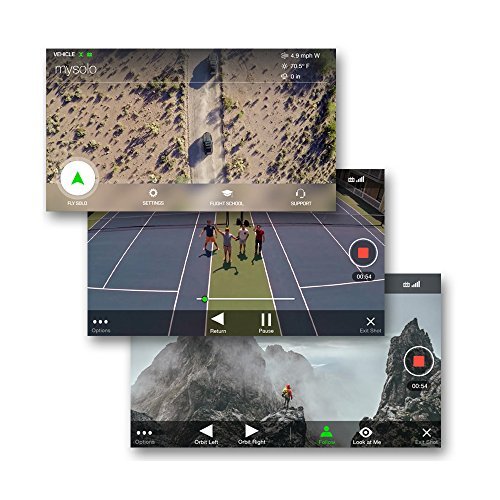 VEHICLE
mysolo
4.9 mph W
70.5° F
0 in
FLY SOLO
SETTINGS
FLIGHT SCHOOL
SUPPORT
00:54
Options
Return
Pause
Exit Shot
00:54
Options
Orbit Left
Orbit Right
Follow
Look at Me
Exit Shot